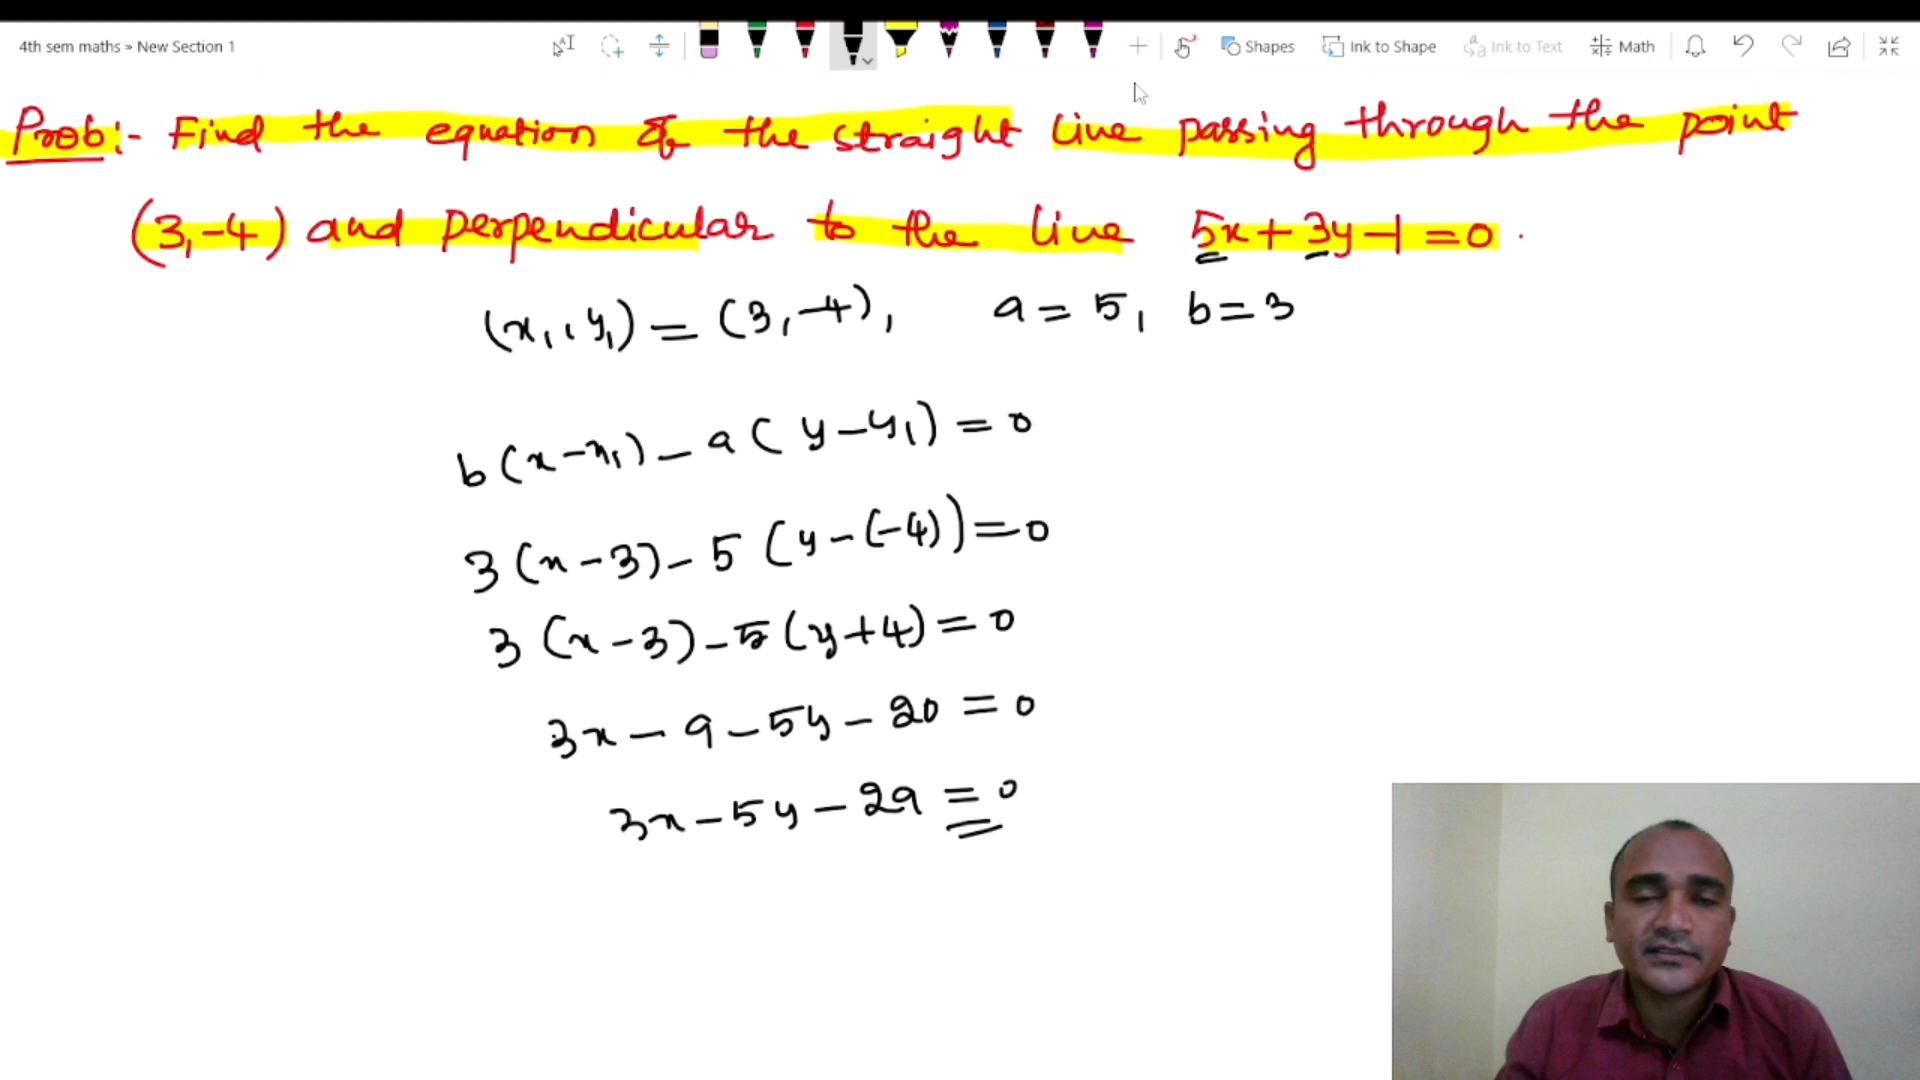 4th sem maths » New Section 1
Shapes Ink to Shape Ink to Text Math
Prob:- Find the equation of the straight line passing through the point
(3,-4) and perpendicular to the line 5x+3y-1=0.
(x₁, y₁) = (3,-4), a=5, b=3
b(x-x₁)-a(y-y₁)=0
3(x-3)-5(y-(-4))=0
3(x-3)-5(y+4)=0
3x-9-5y-20=0
3x-5y-29=0